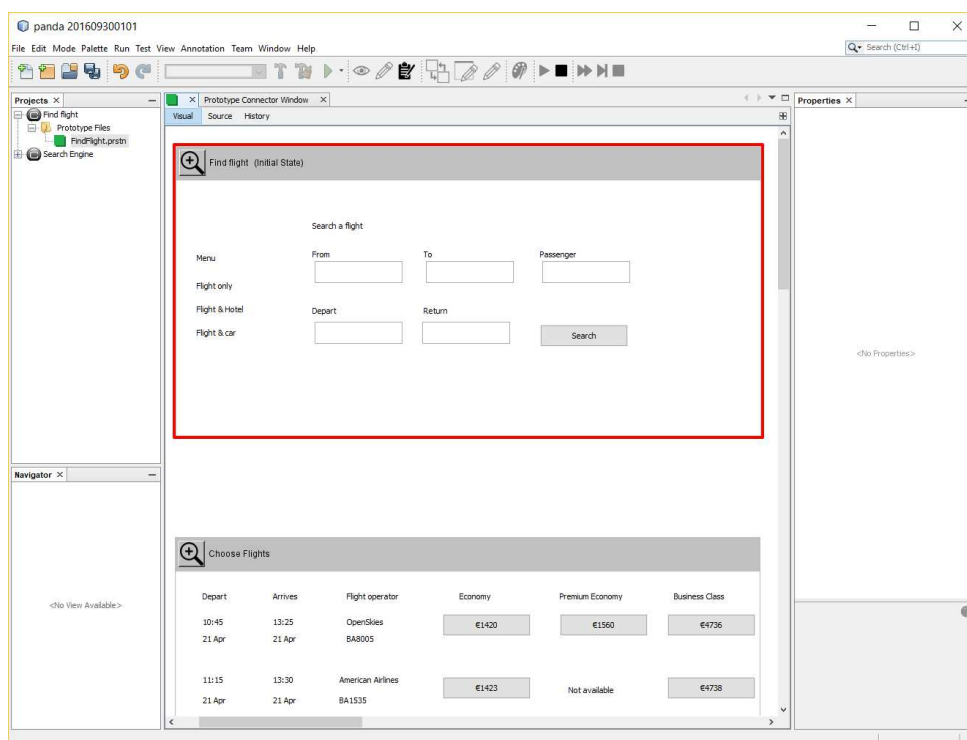 panda 201609300101
File Edit Mode Palette Run Test View Annotation Team Window Help
Search (Ctrl+I)
Projects
Prototype Connector Window
Properties
Find flight
Visual Source History
Prototype Files
FindFlight.prstn
Search Engine
Find flight (Initial State)
Search a flight
From To Passenger
Menu
Flight only
Flight & Hotel
Depart Return
Flight & car
Search
<No Properties>
Navigator
Choose Flights
Depart Arrives Flight operator Economy Premium Economy Business Class
<No View Available>
10:45 13:25 OpenSkies €1420 €1560 €4736
21 Apr 21 Apr BA8005
11:15 13:30 American Airlines €1423 Not available €4738
21 Apr 21 Apr BA1535